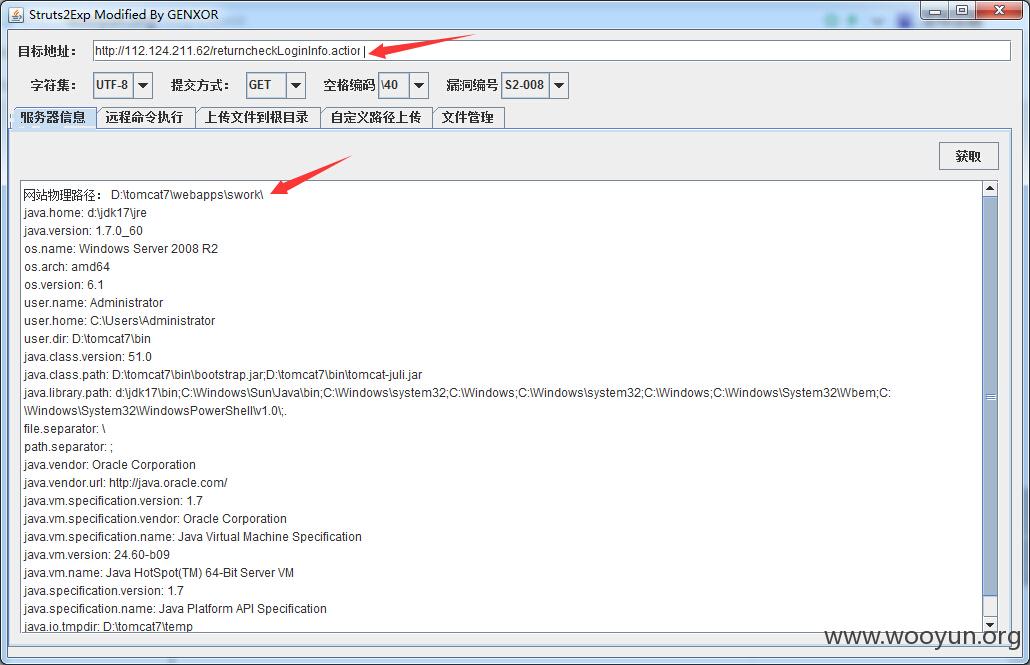 Struts2Exp Modified By GENXOR
目标地址： http://112.124.211.62/returncheckLoginInfo.action
字符集： UTF-8 提交方式： GET 空格编码 \40 漏洞编号 S2-008
服务器信息 远程命令执行 上传文件到根目录 自定义路径上传 文件管理
获取
网站物理路径： D:\tomcat7\webapps\swork\
java.home: d:\jdk17\jre
java.version: 1.7.0_60
os.name: Windows Server 2008 R2
os.arch: amd64
os.version: 6.1
user.name: Administrator
user.home: C:\Users\Administrator
user.dir: D:\tomcat7\bin
java.class.version: 51.0
java.class.path: D:\tomcat7\bin\bootstrap.jar;D:\tomcat7\bin\tomcat-juli.jar
java.library.path: d:\jdk17\bin;C:\Windows\Sun\Java\bin;C:\Windows\system32;C:\Windows;C:\Windows\system32;C:\Windows;C:\Windows\System32\Wbem;C:
\Windows\System32\WindowsPowerShell\v1.0\;.
file.separator: \
path.separator: ;
java.vendor: Oracle Corporation
java.vendor.url: http://java.oracle.com/
java.vm.specification.version: 1.7
java.vm.specification.vendor: Oracle Corporation
java.vm.specification.name: Java Virtual Machine Specification
java.vm.version: 24.60-b09
java.vm.name: Java HotSpot(TM) 64-Bit Server VM
java.specification.version: 1.7
java.specification.name: Java Platform API Specification
java.io.tmpdir: D:\tomcat7\temp
www.wooyun.org